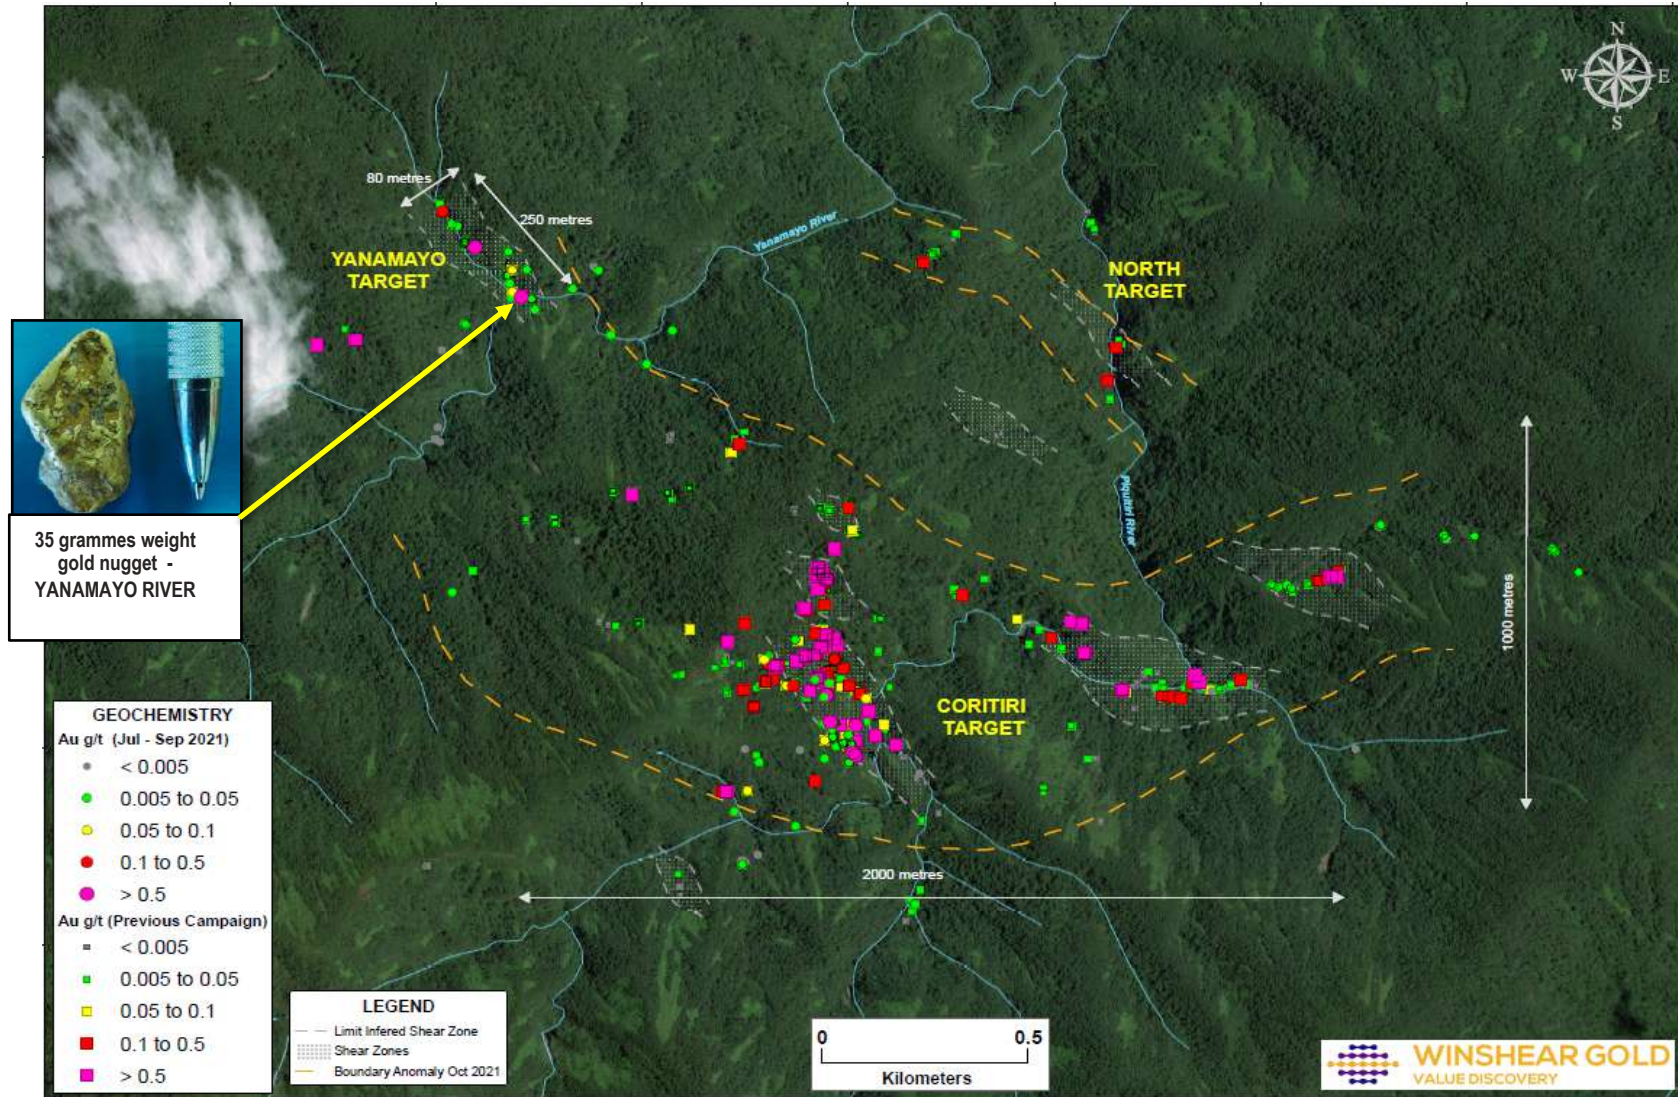 N
W
E
S
80 metres
250 metres
Yanamayo River
YANAMAYO
TARGET
NORTH
TARGET
35 grammes weight
gold nugget -
YANAMAYO RIVER
Piquitiri River
1000 metres
CORITIRI
TARGET
2000 metres
GEOCHEMISTRY
Au g/t (Jul - Sep 2021)
< 0.005
0.005 to 0.05
0.05 to 0.1
0.1 to 0.5
> 0.5
Au g/t (Previous Campaign)
< 0.005
0.005 to 0.05
0.05 to 0.1
0.1 to 0.5
> 0.5
LEGEND
Limit Infered Shear Zone
Shear Zones
Boundary Anomaly Oct 2021
0 0.5
Kilometers
WINSHEAR GOLD
VALUE DISCOVERY